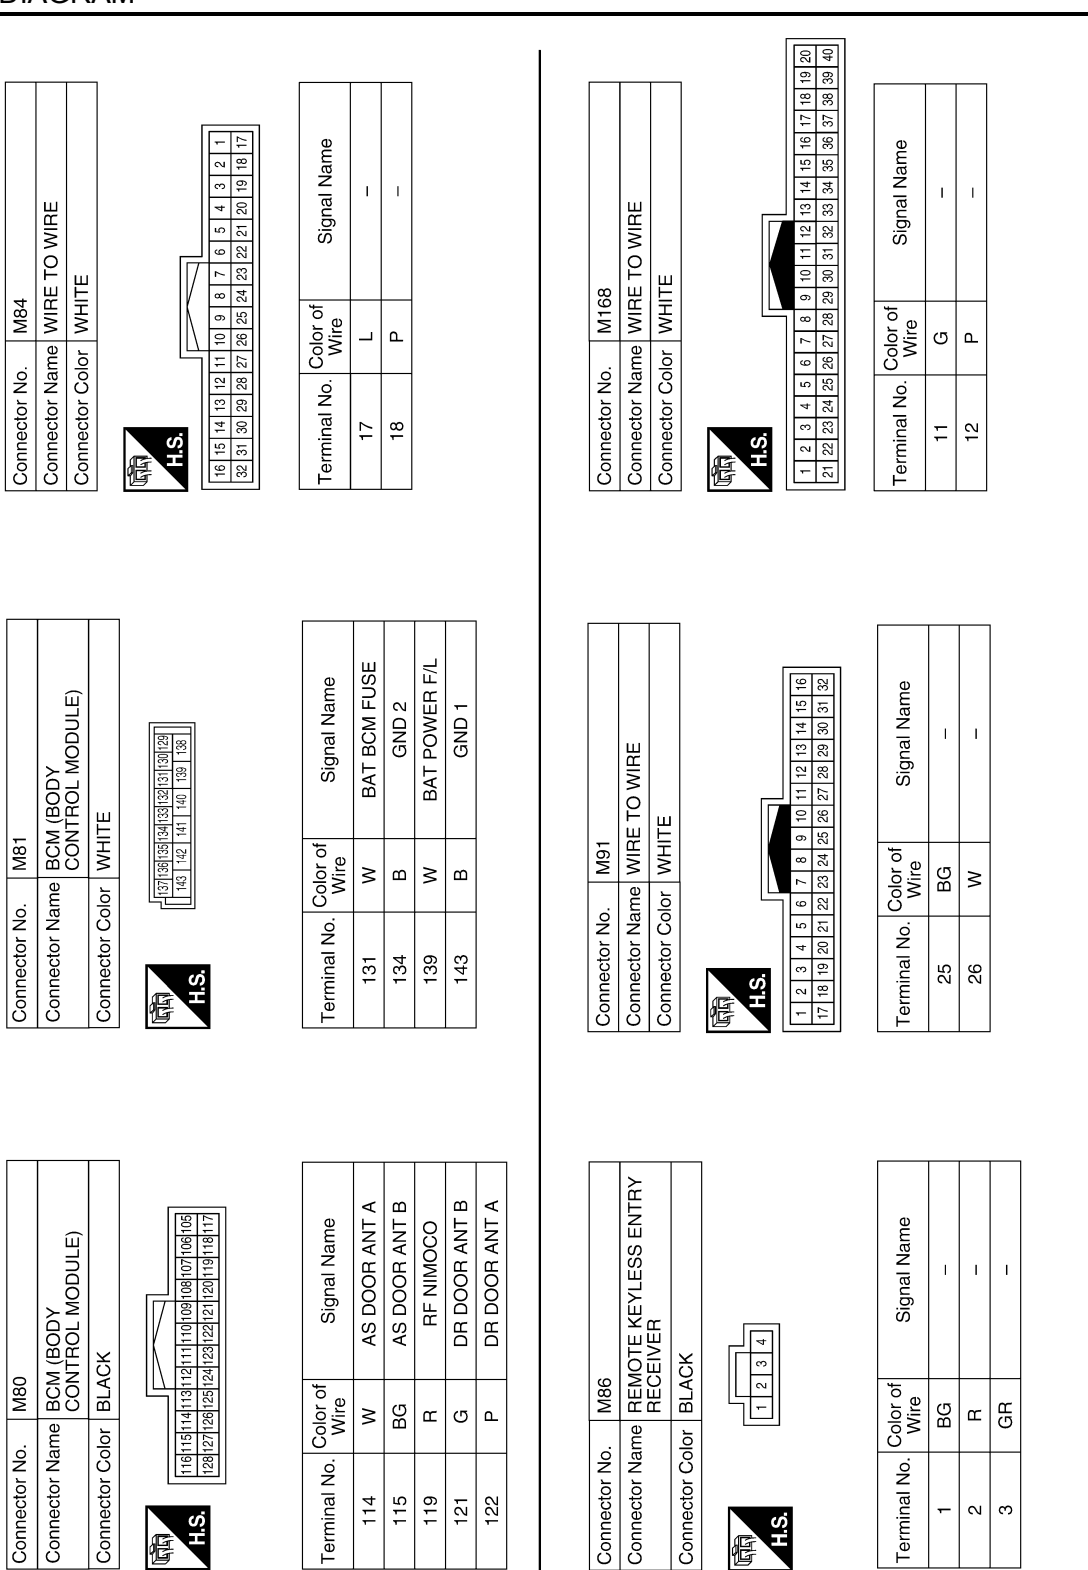 DIAGRAM
Connector No. M80
Connector Name BCM (BODY
CONTROL MODULE)
Connector Color BLACK
H.S.
116 115 114 113 112 111 110 109 108 107 106 105
128 127 126 125 124 123 122 121 120 119 118 117
Terminal No. Color of Wire Signal Name
114 W AS DOOR ANT A
115 BG AS DOOR ANT B
119 R RF NIMOCO
121 G DR DOOR ANT B
122 P DR DOOR ANT A
Connector No. M81
Connector Name BCM (BODY
CONTROL MODULE)
Connector Color WHITE
H.S.
137 136 135 134 133 132 131 130 129
143 142 141 140 139 138
Terminal No. Color of Wire Signal Name
131 W BAT BCM FUSE
134 B GND 2
139 W BAT POWER F/L
143 B GND 1
Connector No. M84
Connector Name WIRE TO WIRE
Connector Color WHITE
H.S.
16 15 14 13 12 11 10 9 8 7 6 5 4 3 2 1
32 31 30 29 28 27 26 25 24 23 22 21 20 19 18 17
Terminal No. Color of Wire Signal Name
17 L –
18 P –
Connector No. M86
Connector Name REMOTE KEYLESS ENTRY
RECEIVER
Connector Color BLACK
H.S.
1 2 3 4
Terminal No. Color of Wire Signal Name
1 BG –
2 R –
3 GR –
Connector No. M91
Connector Name WIRE TO WIRE
Connector Color WHITE
H.S.
1 2 3 4 5 6 7 8 9 10 11 12 13 14 15 16
17 18 19 20 21 22 23 24 25 26 27 28 29 30 31 32
Terminal No. Color of Wire Signal Name
25 BG –
26 W –
Connector No. M168
Connector Name WIRE TO WIRE
Connector Color WHITE
H.S.
1 2 3 4 5 6 7 8 9 10 11 12 13 14 15 16 17 18 19 20
21 22 23 24 25 26 27 28 29 30 31 32 33 34 35 36 37 38 39 40
Terminal No. Color of Wire Signal Name
11 G –
12 P –